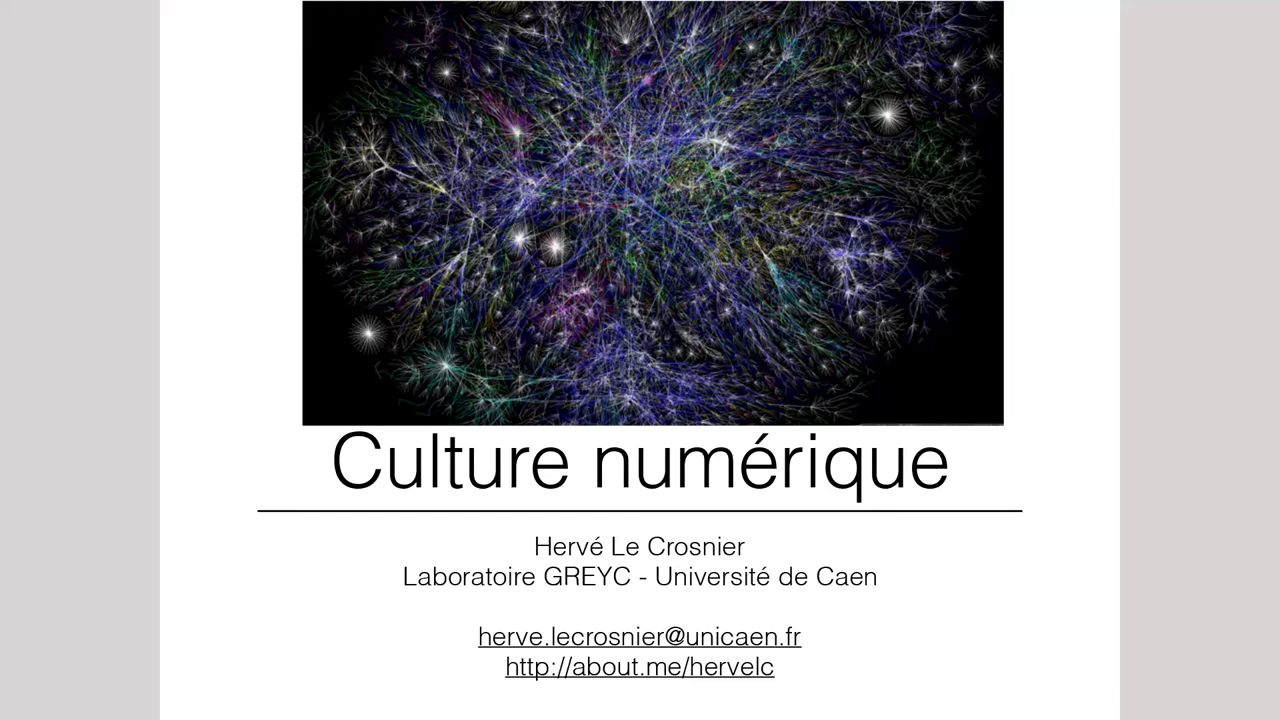 Culture numérique
Hervé Le Crosnier
Laboratoire GREYC - Université de Caen
herve.lecrosnier@unicaen.fr
http://about.me/hervelc